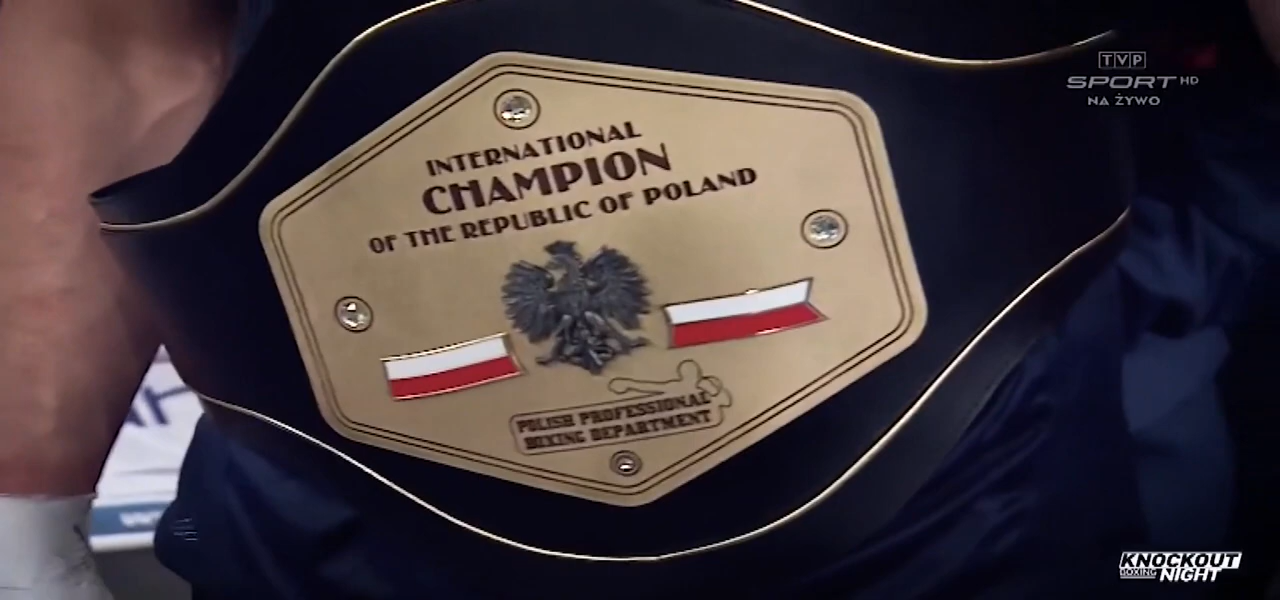 INTERNATIONAL
CHAMPION
OF THE REPUBLIC OF POLAND
POLISH PROFESSIONAL
BOXING DEPARTMENT
TVP
SPORT HD
NA ŻYWO
KNOCKOUT
BOXING NIGHT